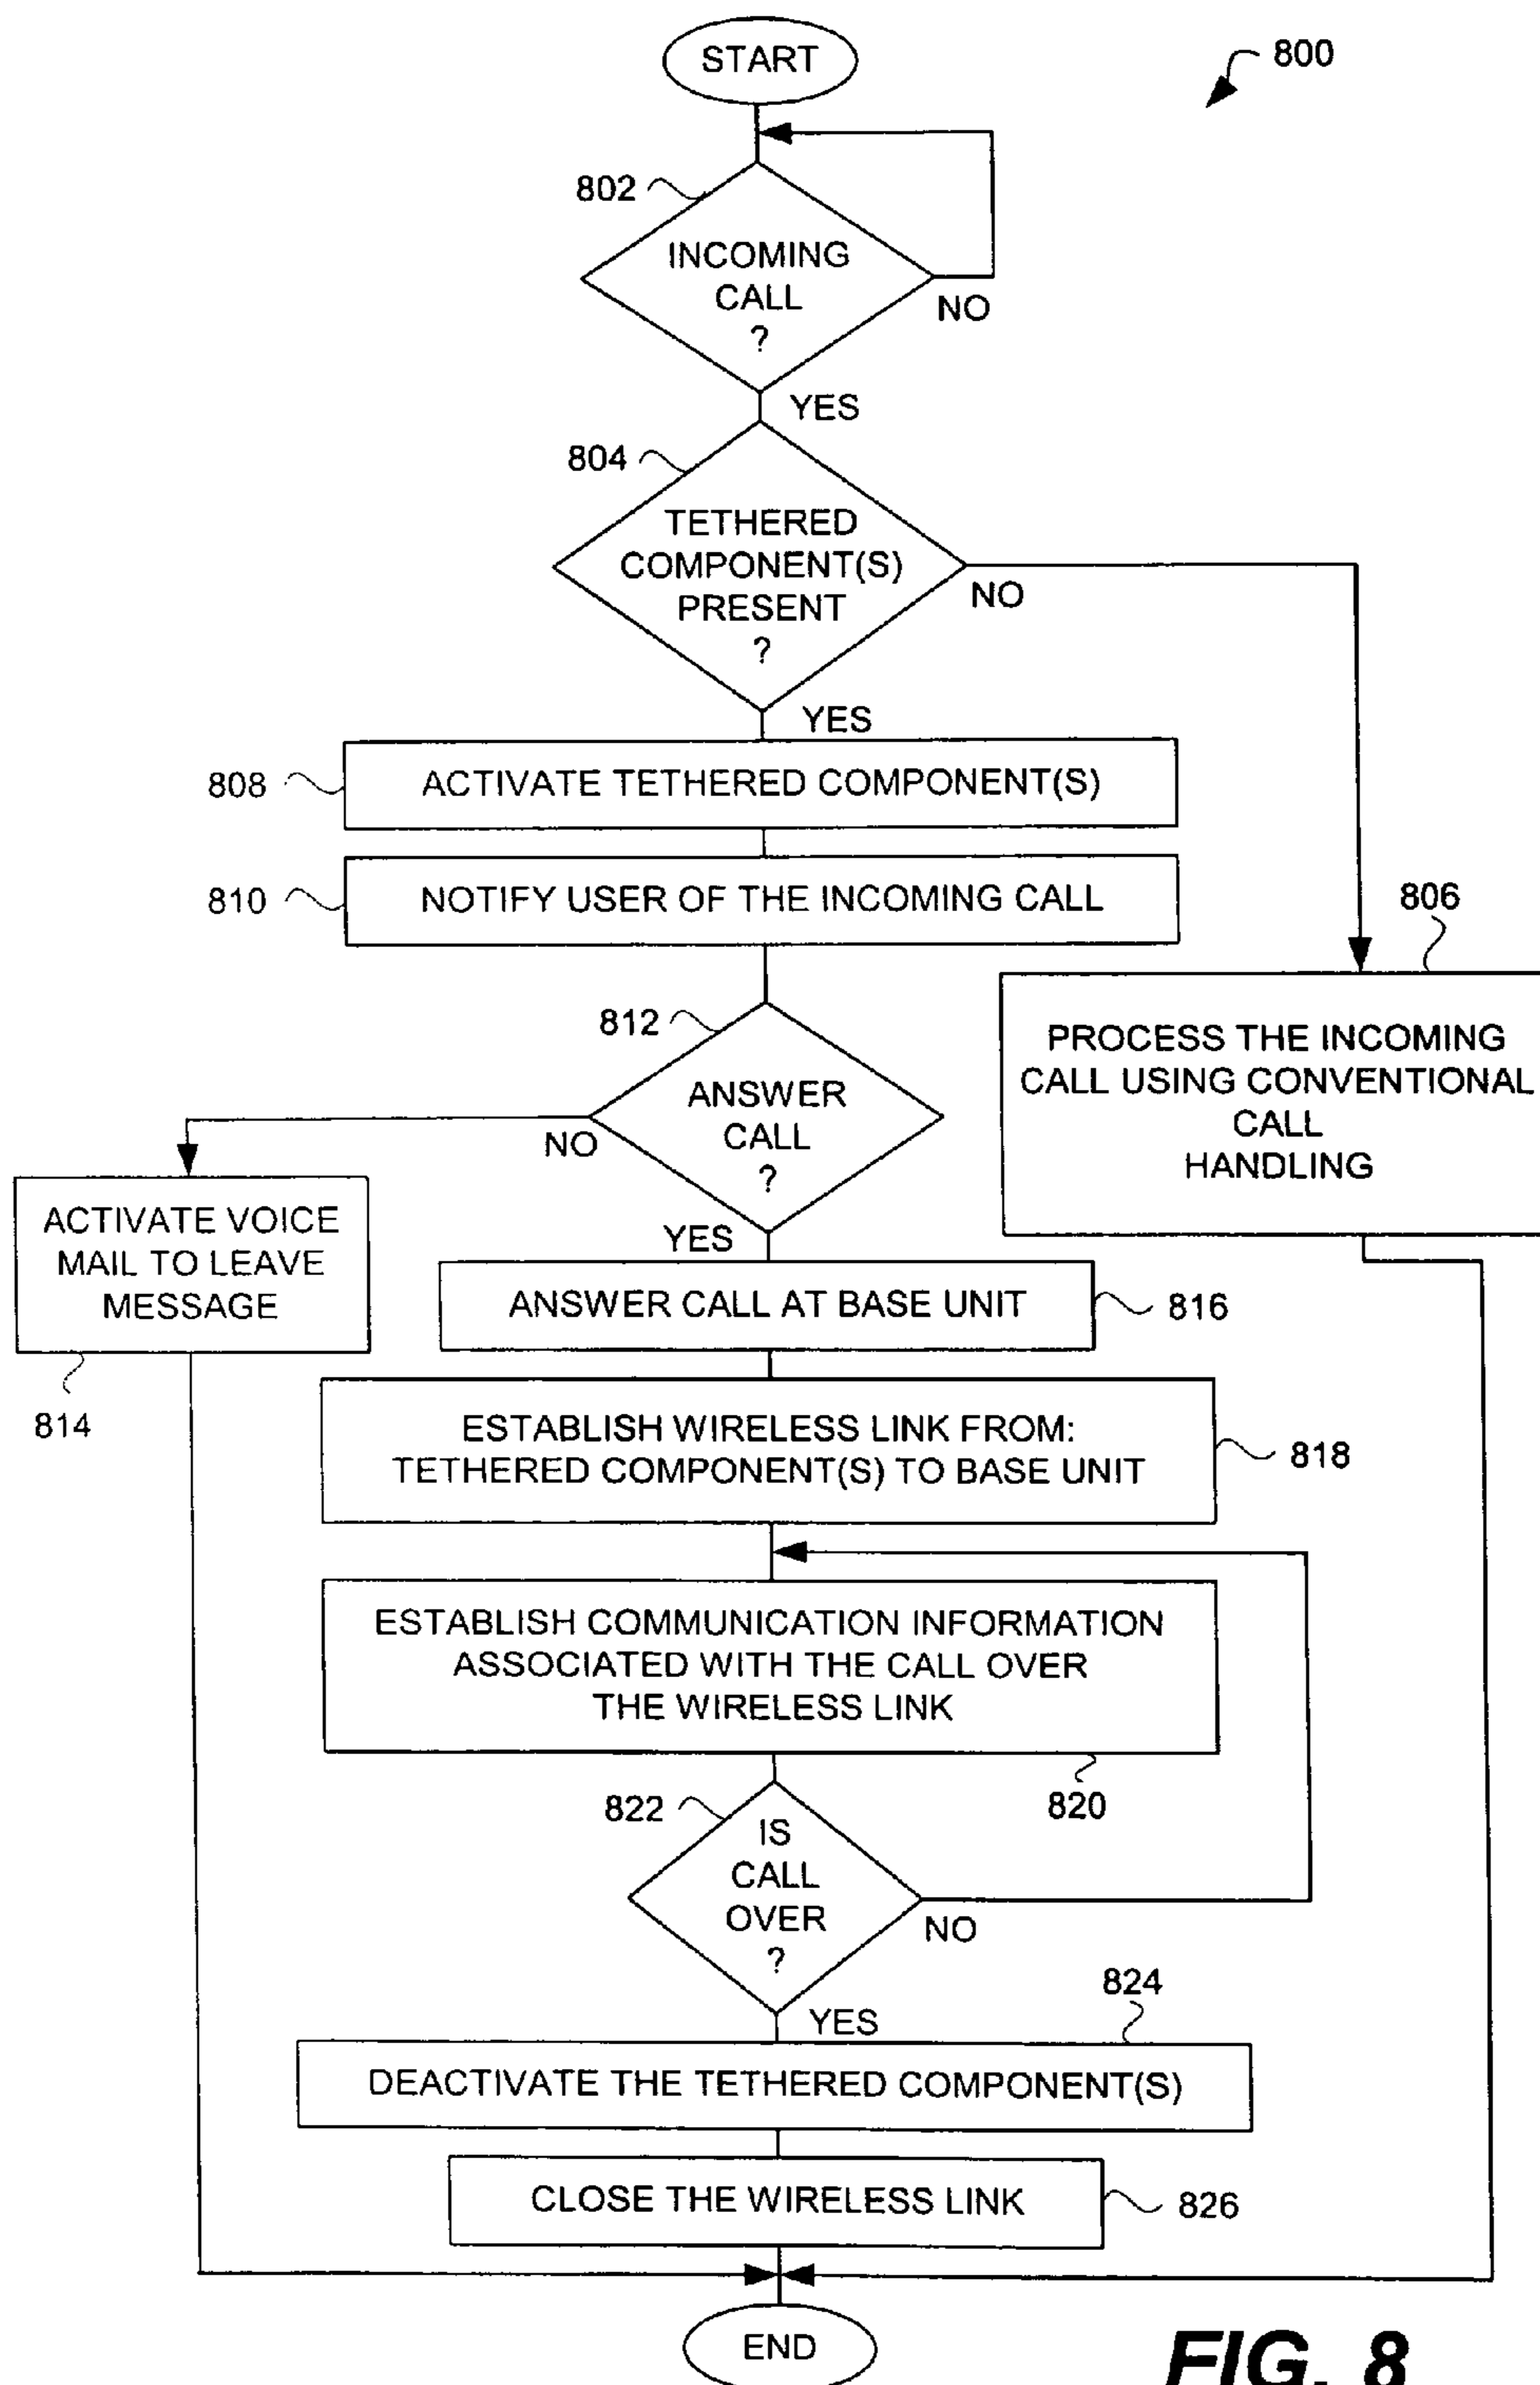 START
800
802
INCOMING
CALL
?
NO
YES
804
TETHERED
COMPONENT(S)
PRESENT
?
NO
YES
808
ACTIVATE TETHERED COMPONENT(S)
810
NOTIFY USER OF THE INCOMING CALL
806
PROCESS THE INCOMING
CALL USING CONVENTIONAL
CALL
HANDLING
812
ANSWER
CALL
?
NO
YES
ACTIVATE VOICE
MAIL TO LEAVE
MESSAGE
814
ANSWER CALL AT BASE UNIT
816
ESTABLISH WIRELESS LINK FROM:
TETHERED COMPONENT(S) TO BASE UNIT
818
ESTABLISH COMMUNICATION INFORMATION
ASSOCIATED WITH THE CALL OVER
THE WIRELESS LINK
820
822
IS
CALL
OVER
?
NO
YES
824
DEACTIVATE THE TETHERED COMPONENT(S)
CLOSE THE WIRELESS LINK
826
END
FIG. 8